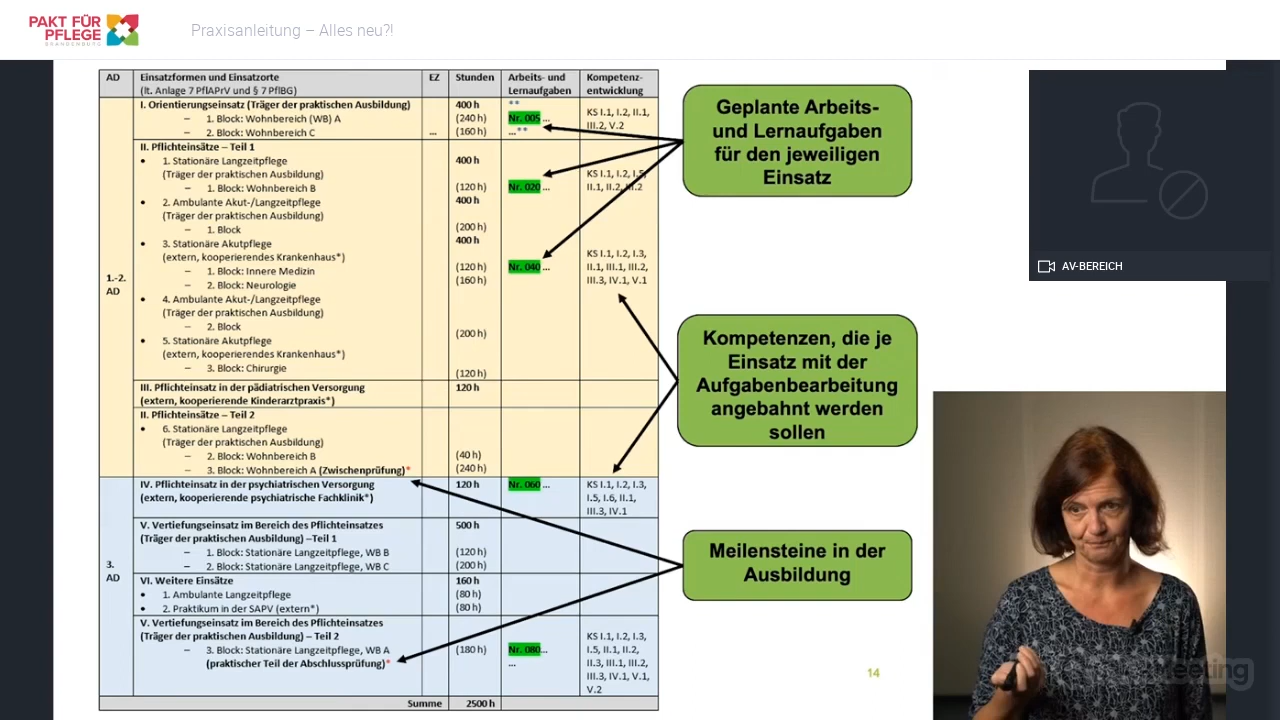 PAKT FÜR
PFLEGE
BRANDENBURG
Praxisanleitung – Alles neu?!
AD Einsatzformen und Einsatzorte EZ Stunden Arbeits- und Kompetenz-
(lt. Anlage 7 PflAPrV und § 7 PflBG) Lernaufgaben entwicklung
I. Orientierungseinsatz (Träger der praktischen Ausbildung) 400 h **
– 1. Block: Wohnbereich (WB) A (240 h) Nr. 005 ... KS I.1, I.2, II.1,
– 2. Block: Wohnbereich C ... (160 h) ...** III.2, V.2
II. Pflichteinsätze – Teil 1
• 1. Stationäre Langzeitpflege 400 h
(Träger der praktischen Ausbildung) KS I.1, I.2, I.5,
– 1. Block: Wohnbereich B (120 h) Nr. 020 ... II.1, II.2, III.2
• 2. Ambulante Akut-/Langzeitpflege 400 h
(Träger der praktischen Ausbildung)
– 1. Block (200 h)
• 3. Stationäre Akutpflege 400 h
(extern, kooperierendes Krankenhaus*) KS I.1, I.2, I.3,
– 1. Block: Innere Medizin (120 h) Nr. 040 ... II.1, III.1, III.2,
– 2. Block: Neurologie (160 h) III.3, IV.1, V.1
1.-2.
AD
• 4. Ambulante Akut-/Langzeitpflege
(Träger der praktischen Ausbildung)
– 2. Block (200 h)
• 5. Stationäre Akutpflege
(extern, kooperierendes Krankenhaus*)
– 3. Block: Chirurgie (120 h)
III. Pflichteinsatz in der pädiatrischen Versorgung 120 h
(extern, kooperierende Kinderarztpraxis*)
II. Pflichteinsätze – Teil 2
• 6. Stationäre Langzeitpflege
(Träger der praktischen Ausbildung)
– 2. Block: Wohnbereich B (40 h)
– 3. Block: Wohnbereich A (Zwischenprüfung)* (240 h)
IV. Pflichteinsatz in der psychiatrischen Versorgung 120 h Nr. 060 ... KS I.1, I.2, I.3,
(extern, kooperierende psychiatrische Fachklinik*) I.5, I.6, II.1,
III.3, IV.1
V. Vertiefungseinsatz im Bereich des Pflichteinsatzes 500 h
(Träger der praktischen Ausbildung) –Teil 1
– 1. Block: Stationäre Langzeitpflege, WB B (120 h)
– 2. Block: Stationäre Langzeitpflege, WB C (200 h)
3.
AD
VI. Weitere Einsätze 160 h
• 1. Ambulante Langzeitpflege (80 h)
• 2. Praktikum in der SAPV (extern*) (80 h)
V. Vertiefungseinsatz im Bereich des Pflichteinsatzes
(Träger der praktischen Ausbildung) – Teil 2 KS I.1, I.2, I.3,
– 3. Block: Stationäre Langzeitpflege, WB A (180 h) Nr. 080... I.5, II.1, II.2,
(praktischer Teil der Abschlussprüfung)* ... II.3, III.1, III.2,
III.3, IV.1, V.1,
V.2
Summe 2500 h
Geplante Arbeits-
und Lernaufgaben
für den jeweiligen
Einsatz
Kompetenzen, die je
Einsatz mit der
Aufgabenbearbeitung
angebahnt werden
sollen
Meilensteine in der
Ausbildung
14
AV-BEREICH
Meeting